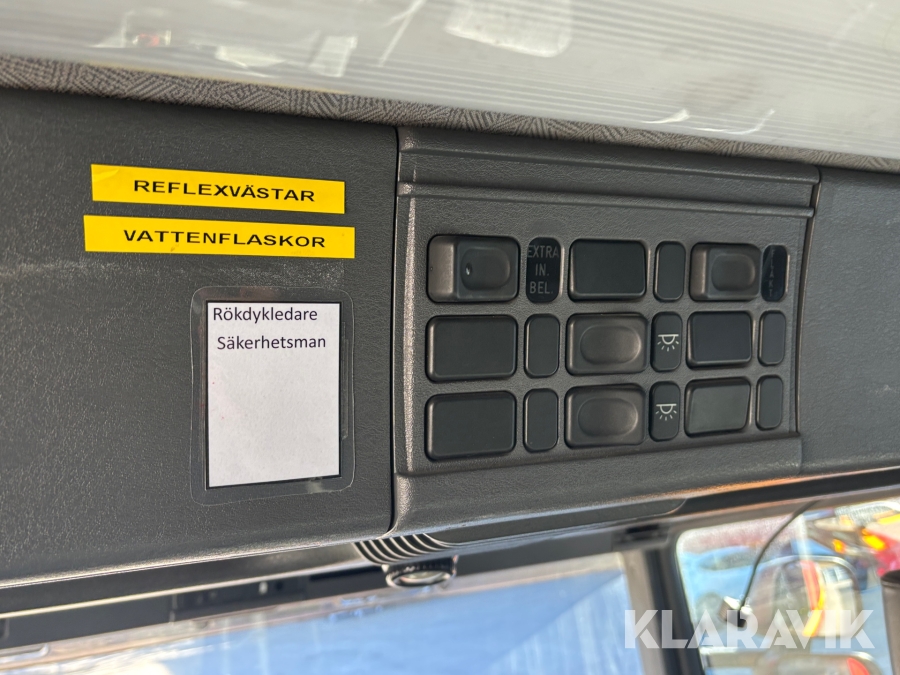 REFLEXVÄSTAR
VATTENFLASKOR
Rökdykledare
Säkerhetsman
EXTRA
IN.
BEL.
KLARAVIK